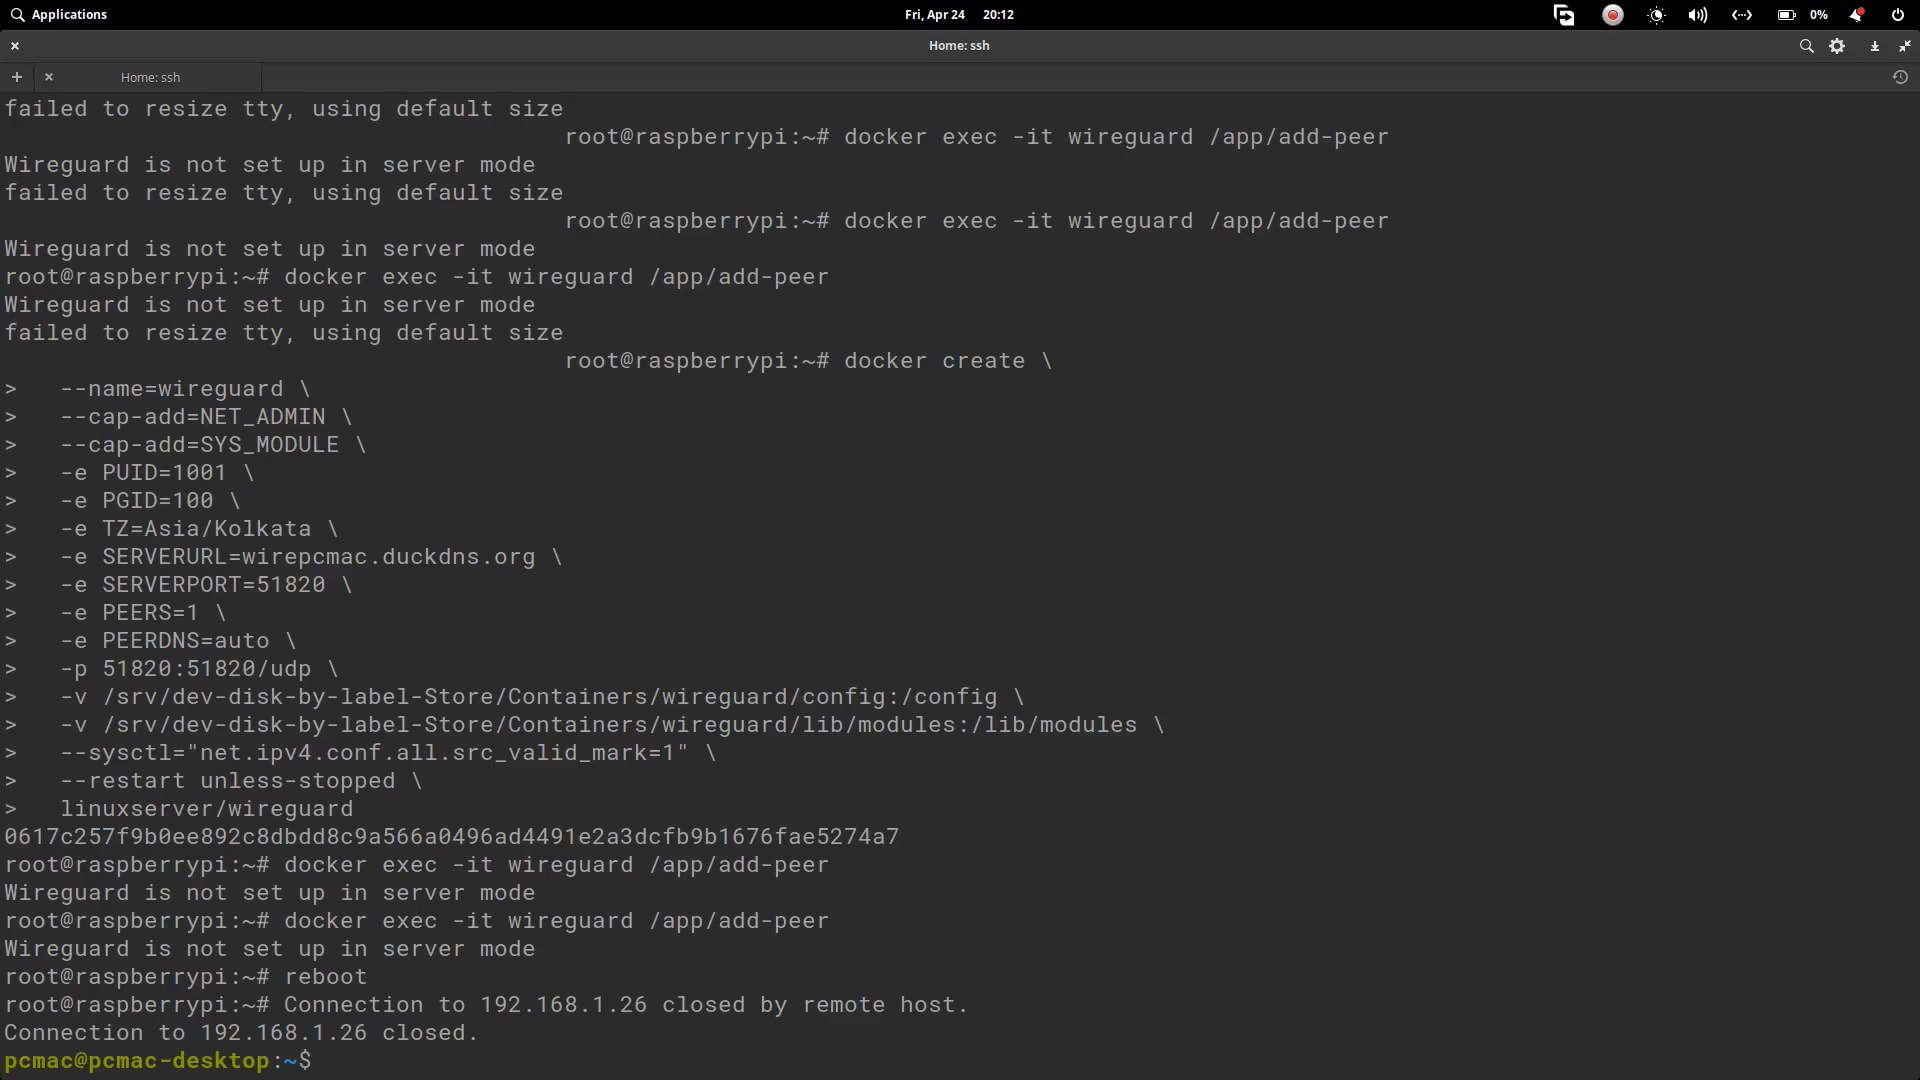 Applications
Fri, Apr 24 20:12
0%
Home: ssh
Home: ssh
failed to resize tty, using default size
root@raspberrypi:~# docker exec -it wireguard /app/add-peer
Wireguard is not set up in server mode
failed to resize tty, using default size
root@raspberrypi:~# docker exec -it wireguard /app/add-peer
Wireguard is not set up in server mode
root@raspberrypi:~# docker exec -it wireguard /app/add-peer
Wireguard is not set up in server mode
failed to resize tty, using default size
root@raspberrypi:~# docker create \
>   --name=wireguard \
>   --cap-add=NET_ADMIN \
>   --cap-add=SYS_MODULE \
>   -e PUID=1001 \
>   -e PGID=100 \
>   -e TZ=Asia/Kolkata \
>   -e SERVERURL=wirepcmac.duckdns.org \
>   -e SERVERPORT=51820 \
>   -e PEERS=1 \
>   -e PEERDNS=auto \
>   -p 51820:51820/udp \
>   -v /srv/dev-disk-by-label-Store/Containers/wireguard/config:/config \
>   -v /srv/dev-disk-by-label-Store/Containers/wireguard/lib/modules:/lib/modules \
>   --sysctl="net.ipv4.conf.all.src_valid_mark=1" \
>   --restart unless-stopped \
>   linuxserver/wireguard
0617c257f9b0ee892c8dbdd8c9a566a0496ad4491e2a3dcfb9b1676fae5274a7
root@raspberrypi:~# docker exec -it wireguard /app/add-peer
Wireguard is not set up in server mode
root@raspberrypi:~# docker exec -it wireguard /app/add-peer
Wireguard is not set up in server mode
root@raspberrypi:~# reboot
root@raspberrypi:~# Connection to 192.168.1.26 closed by remote host.
Connection to 192.168.1.26 closed.
pcmac@pcmac-desktop:~$